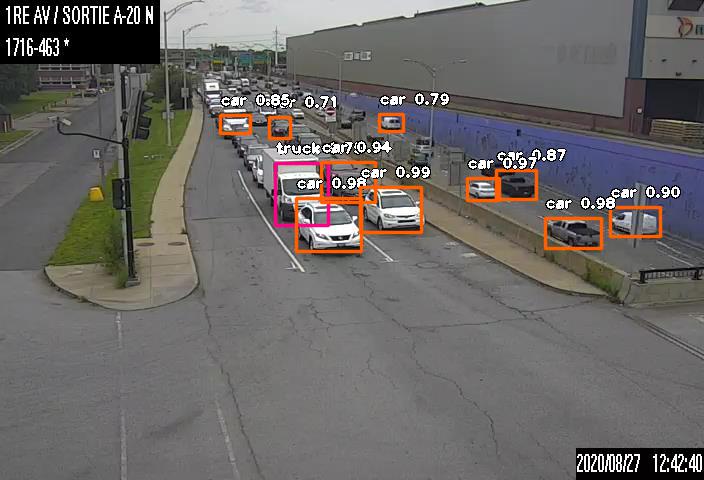 1RE AV / SORTIE A-20 N
1716-463 *
car 0.85
car 0.71
car 0.79
truck
car 0.94
car 0.98
car 0.99
car 0.97
car 0.87
car 0.98
car 0.90
2020/08/27 12:42:40